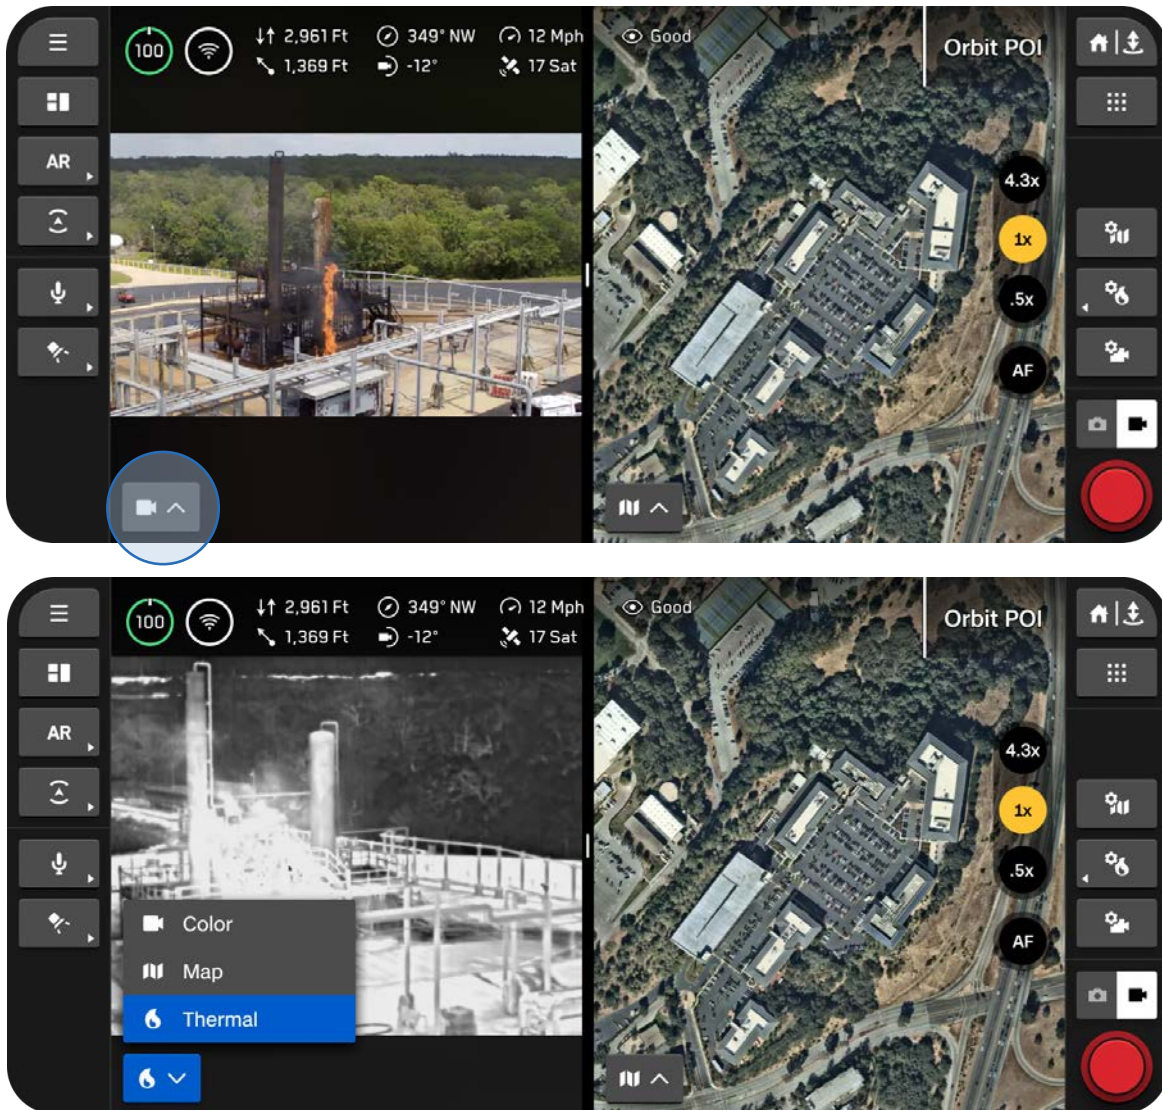 100
2,961 Ft
349° NW
12 Mph
1,369 Ft
-12°
17 Sat
Good
Orbit POI
AR
4.3x
1x
.5x
AF
100
2,961 Ft
349° NW
12 Mph
1,369 Ft
-12°
17 Sat
Good
Orbit POI
AR
4.3x
1x
.5x
AF
Color
Map
Thermal